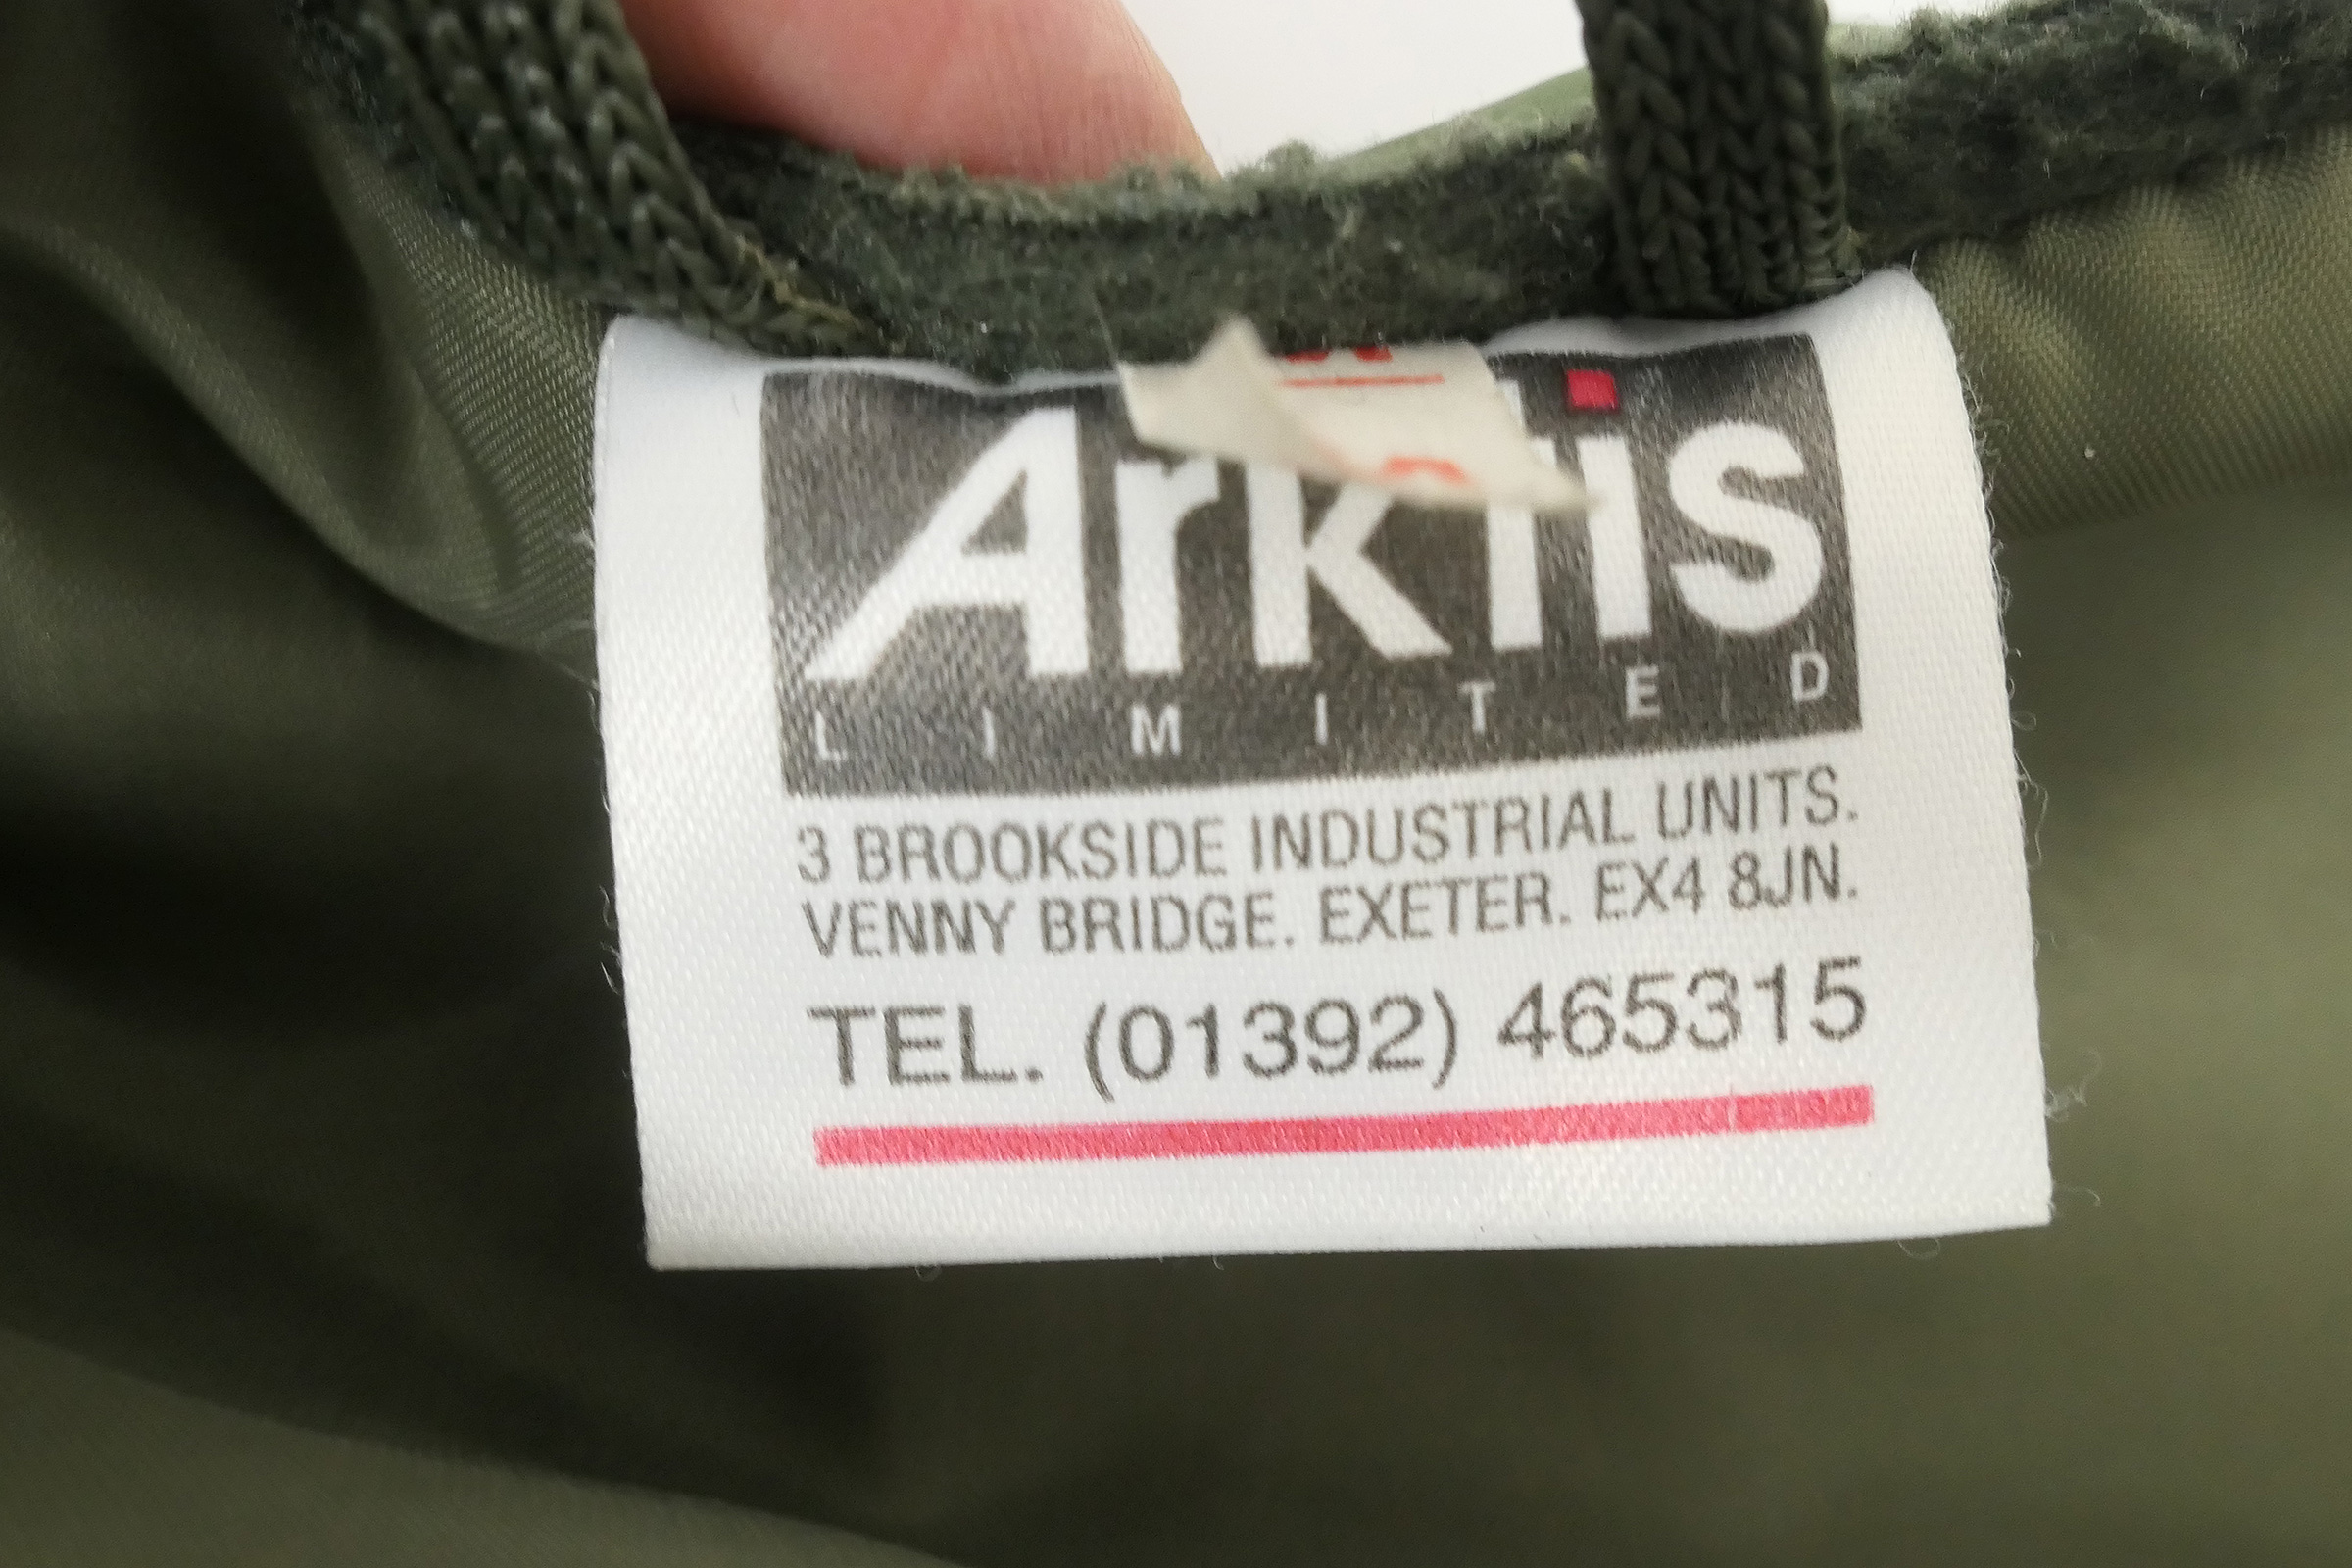 Arktis
LIMITED
3 BROOKSIDE INDUSTRIAL UNITS.
VENNY BRIDGE. EXETER. EX4 8JN.
TEL. (01392) 465315